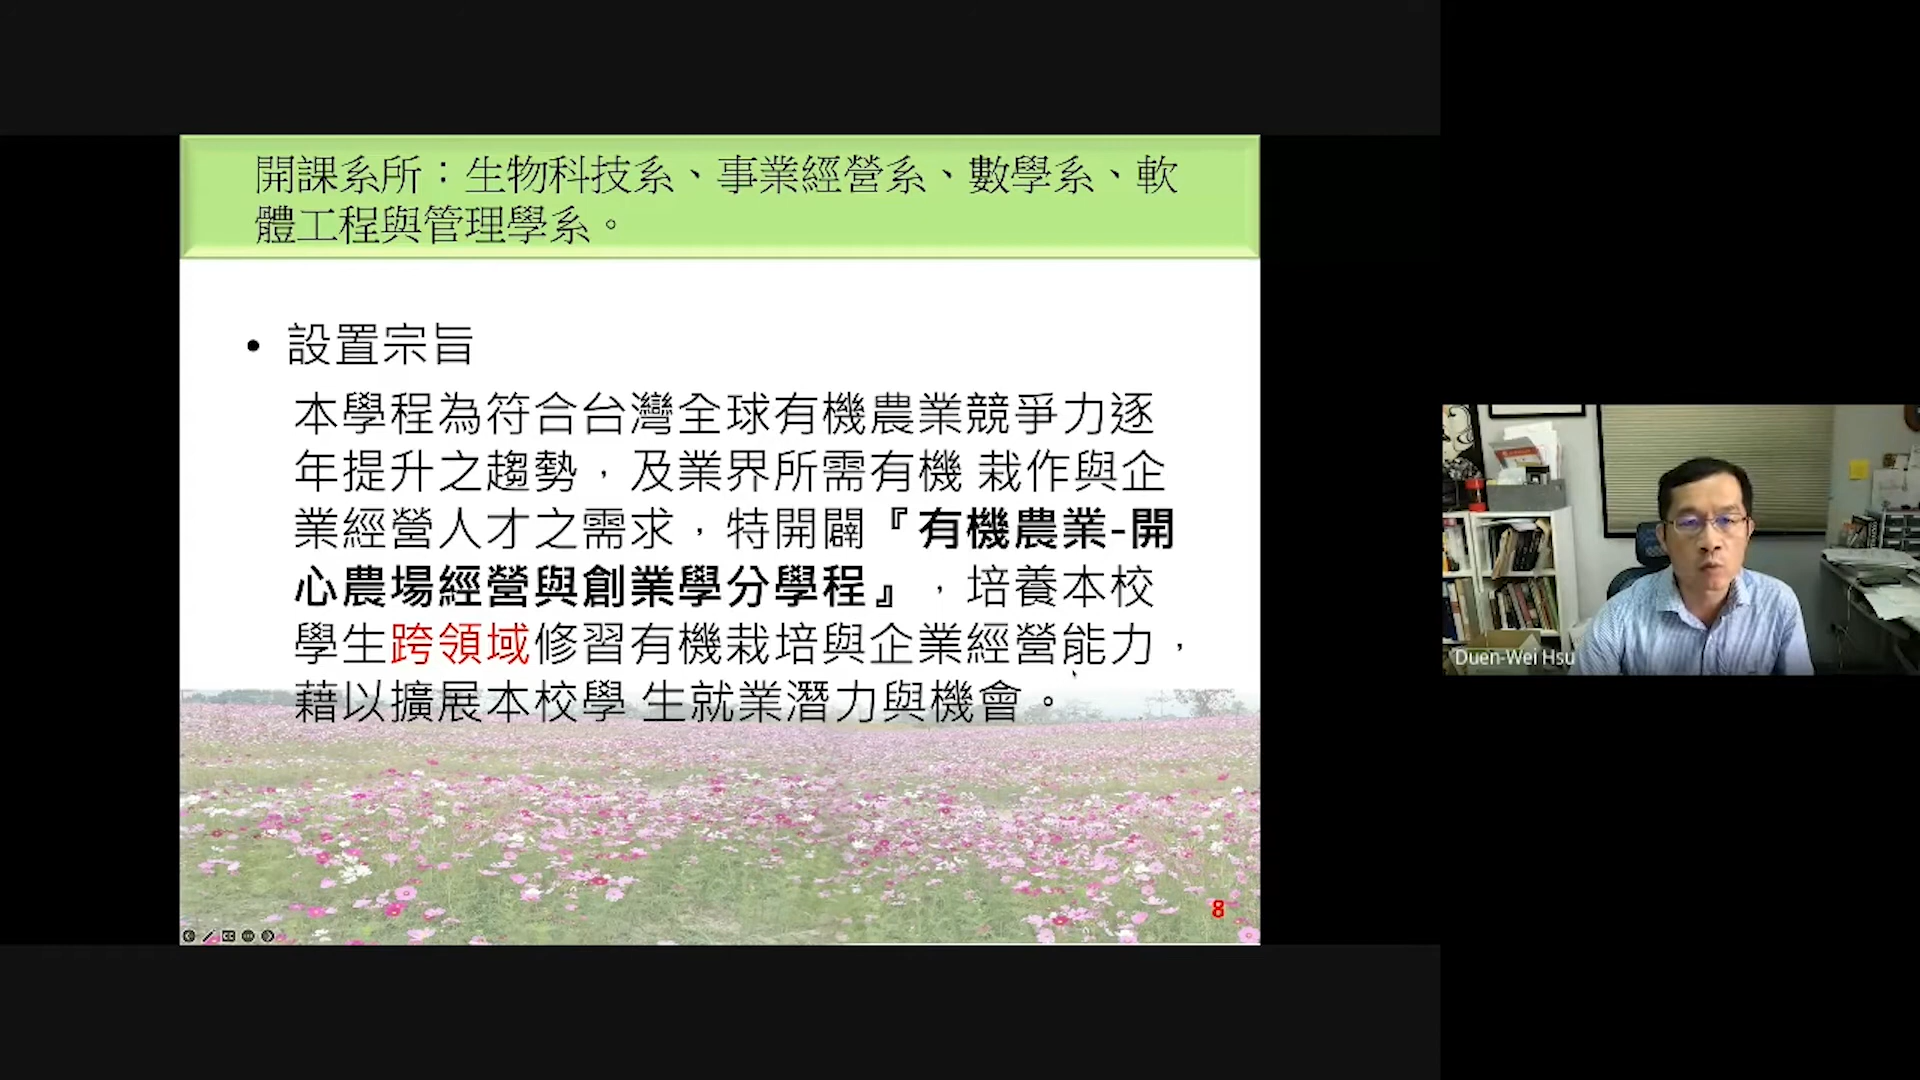 開課系所：生物科技系、事業經營系、數學系、軟
體工程與管理學系。
• 設置宗旨
本學程為符合台灣全球有機農業競爭力逐
年提升之趨勢，及業界所需有機 栽作與企
業經營人才之需求，特開闢『有機農業-開
心農場經營與創業學分學程』，培養本校
學生跨領域修習有機栽培與企業經營能力，
藉以擴展本校學 生就業潛力與機會。
8
Duen-Wei Hsu